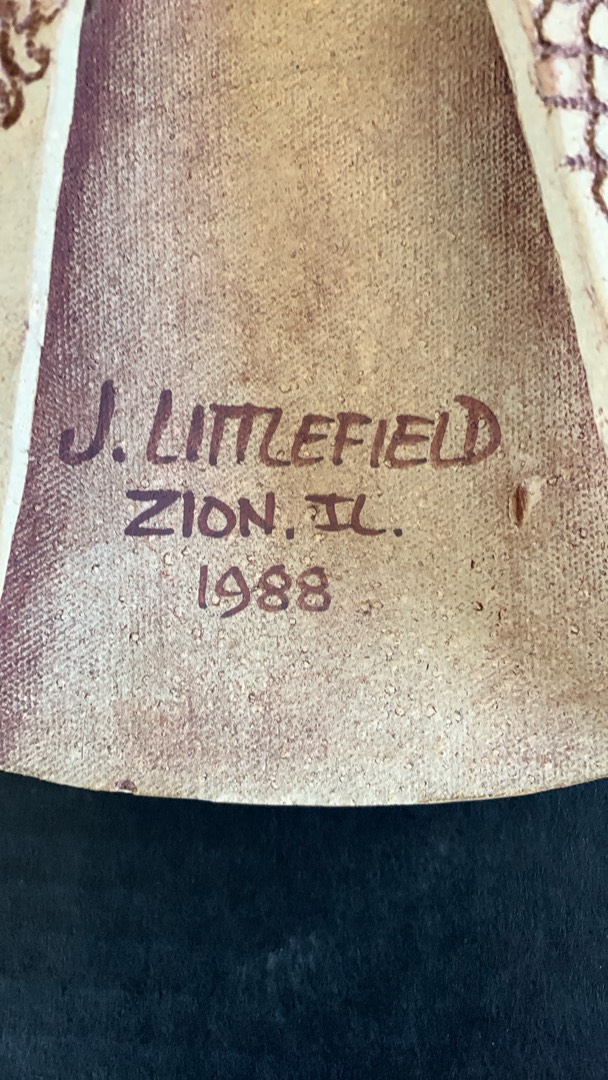 J. LITTLEFIELD
ZION, IL.
1988